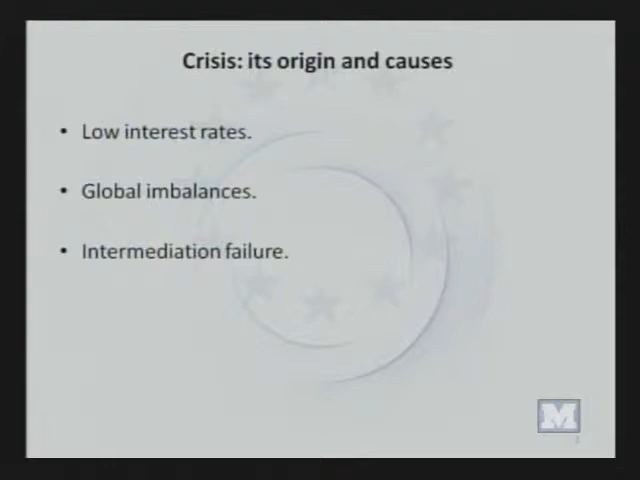 Crisis: its origin and causes
• Low interest rates.
• Global imbalances.
• Intermediation failure.
M